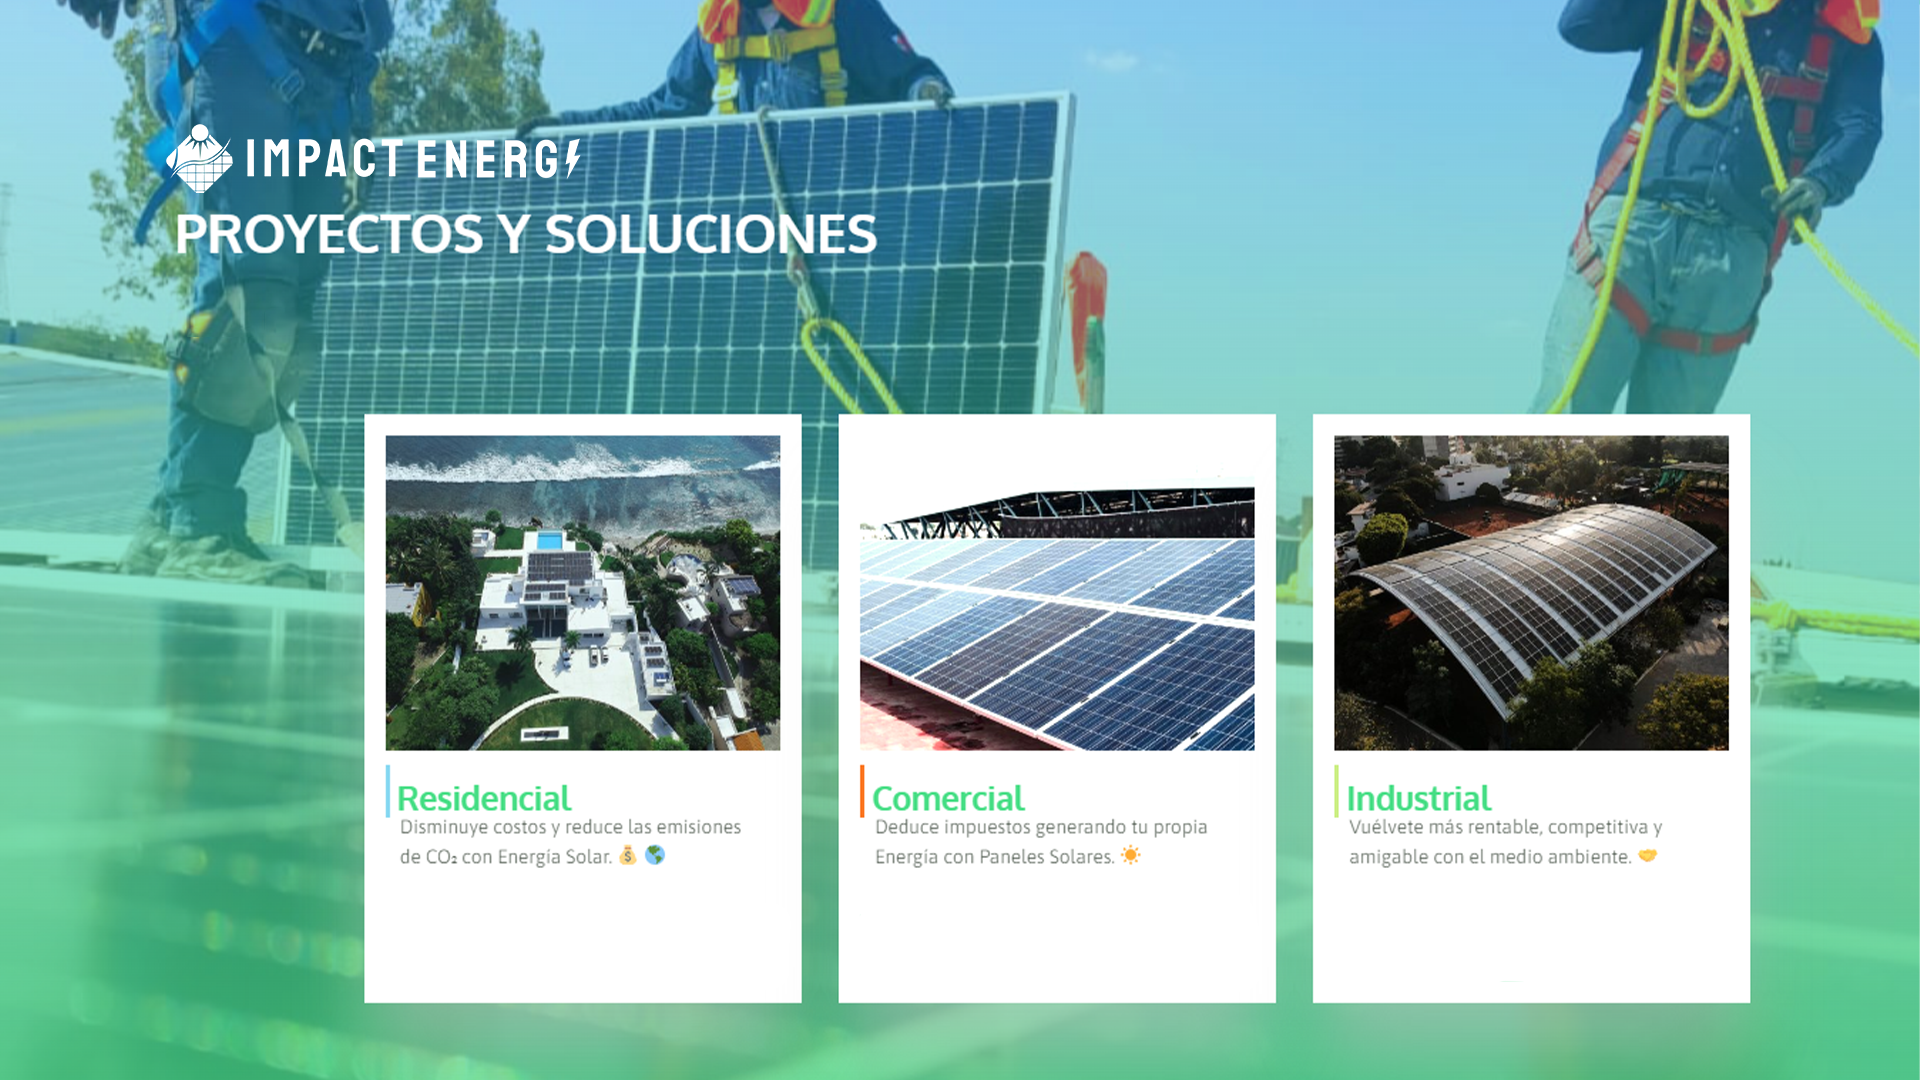 IMPACT ENERGY
PROYECTOS Y SOLUCIONES
Residencial
Disminuye costos y reduce las emisiones
de CO₂ con Energía Solar. 💰 🌎
Comercial
Deduce impuestos generando tu propia
Energía con Paneles Solares. ☀️
Industrial
Vuélvete más rentable, competitiva y
amigable con el medio ambiente. 🤝